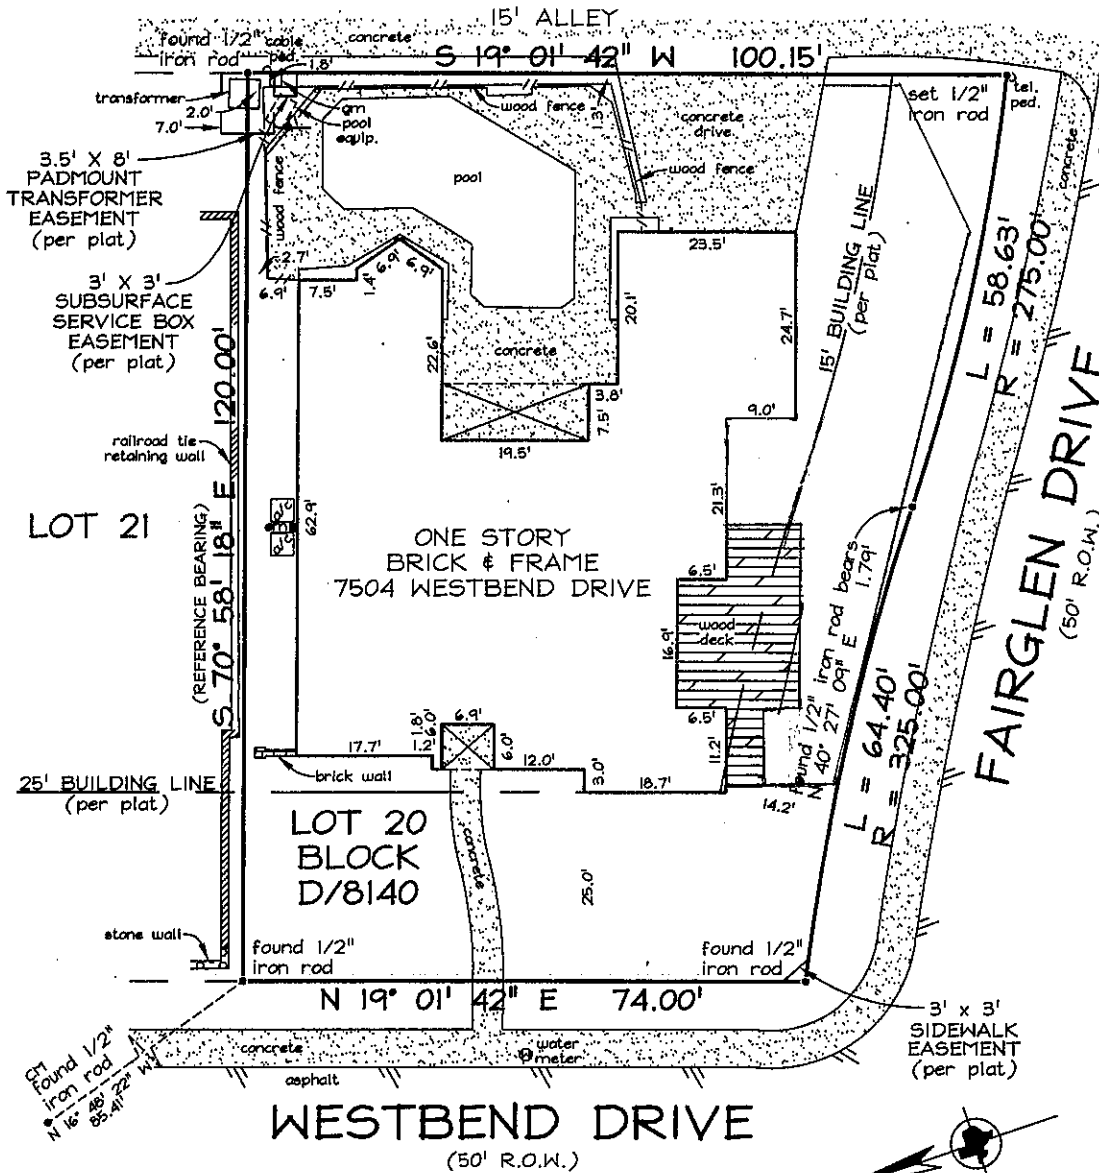 15' ALLEY
found 1/2"
iron rod
cable
ped.
concrete
S 19° 01' 42" W 100.15'
1.8'
transformer
2.0'
7.0'
gm
pool
equip.
wood fence
1.3'
concrete
drive.
set 1/2"
iron rod
tel.
ped.
concrete
3.5' X 8'
PADMOUNT
TRANSFORMER
EASEMENT
(per plat)
wood fence
pool
wood fence
3' X 3'
SUBSURFACE
SERVICE BOX
EASEMENT
(per plat)
2.7'
6.9'
7.5'
1.4'
6.9'
6.9'
23.5'
20.1'
24.7'
15' BUILDING LINE
(per plat)
L = 58.63'
R = 275.00'
22.6'
concrete
3.8'
7.5'
19.5'
9.0'
railroad tie
retaining wall
LOT 21
S 70° 58' 18" E 120.00'
(REFERENCE BEARING)
62.9'
ONE STORY
BRICK & FRAME
7504 WESTBEND DRIVE
21.3'
6.5'
wood
deck
16.9'
6.5'
11.2'
found 1/2" iron rod bears
N 40° 27' 09" E 1.79'
FAIRGLEN DRIVE
(50' R.O.W.)
L = 64.40'
R = 325.00'
1.8'
6.0'
6.9'
6.0'
17.7'
1.2'
12.0'
3.0'
18.7'
14.2'
brick wall
25' BUILDING LINE
(per plat)
LOT 20
BLOCK
D/8140
concrete
25.0'
stone wall
found 1/2"
iron rod
found 1/2"
iron rod
N 19° 01' 42" E 74.00'
3' x 3'
SIDEWALK
EASEMENT
(per plat)
CM
found 1/2"
iron rod
N 16° 48' 22" W
85.41'
concrete
water
meter
asphalt
WESTBEND DRIVE
(50' R.O.W.)